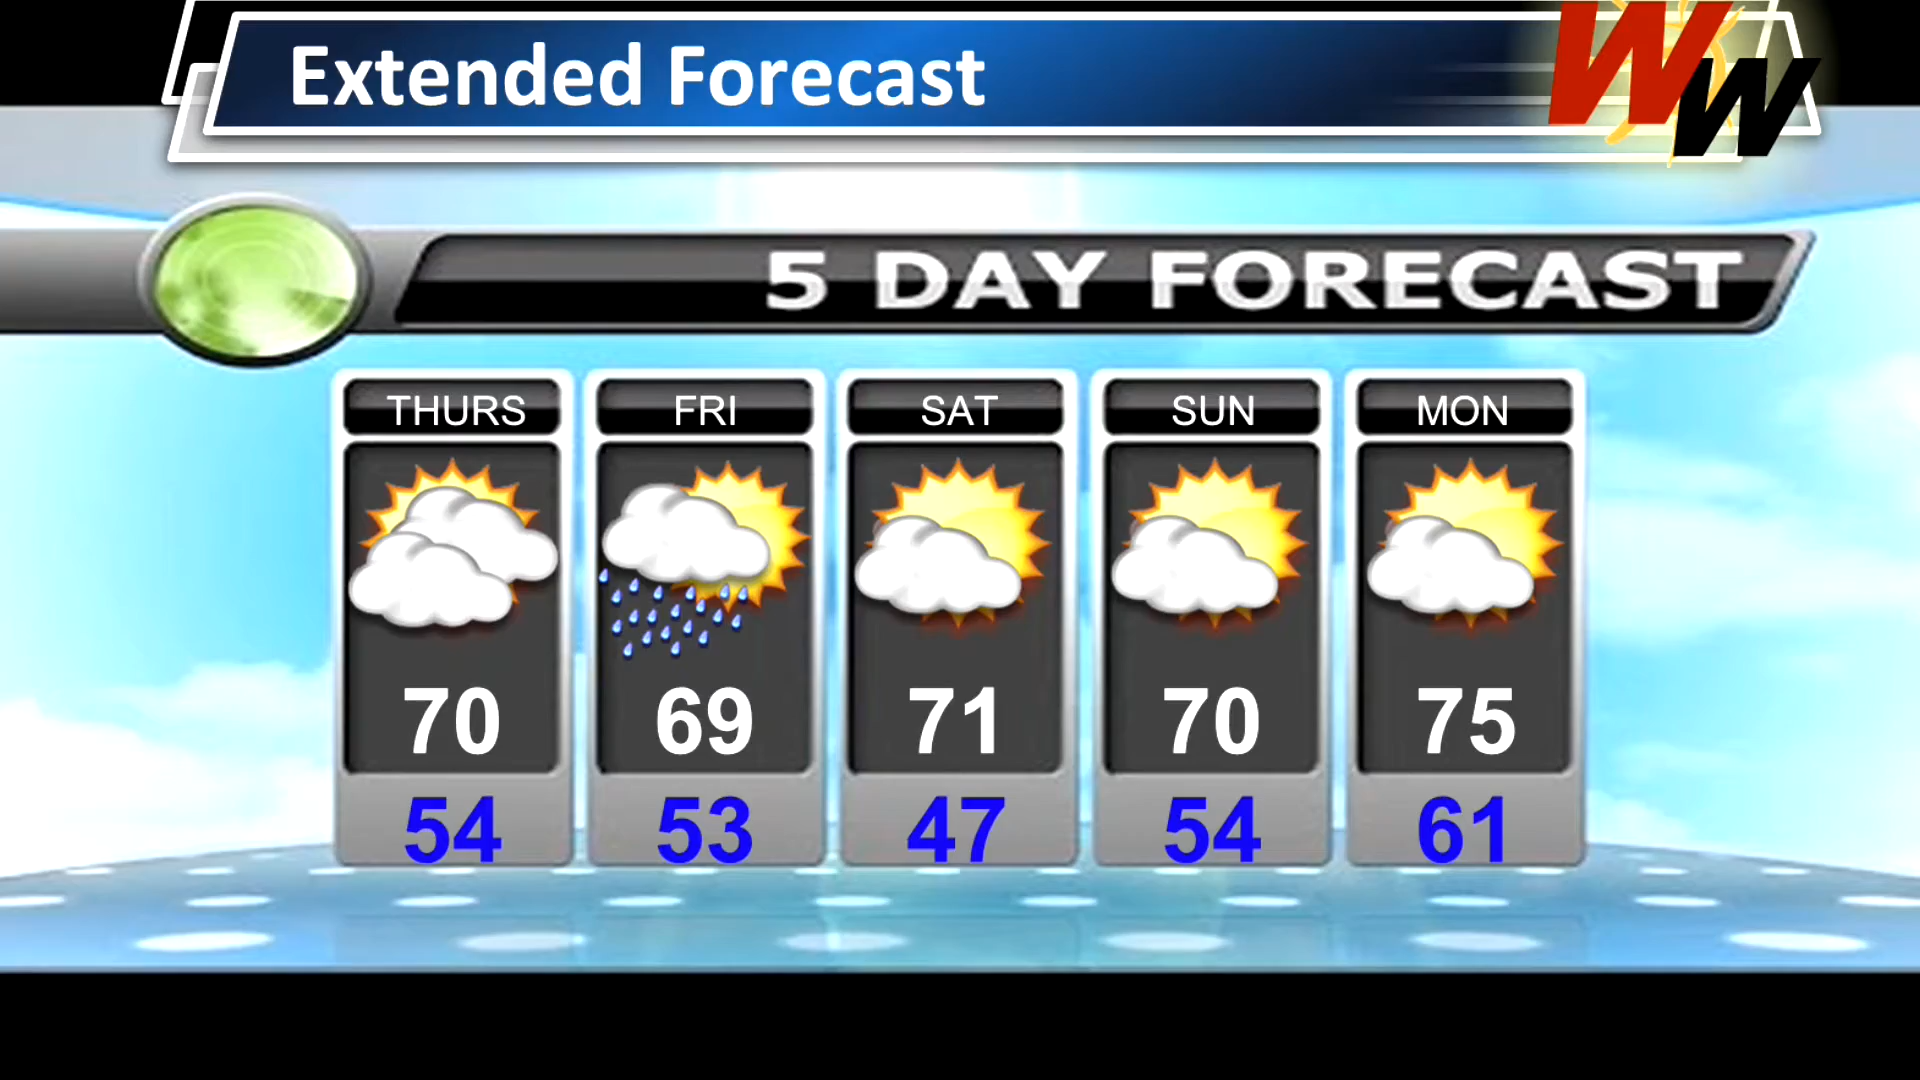 Extended Forecast
WW
5 DAY FORECAST
THURS FRI SAT SUN MON
70 69 71 70 75
54 53 47 54 61